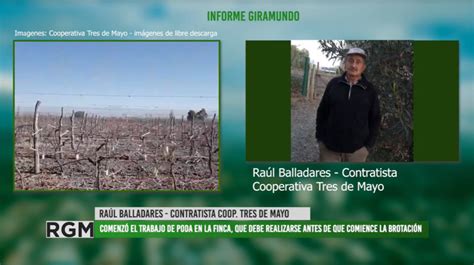 INFORME GIRAMUNDO
Imagenes: Cooperativa Tres de Mayo - imágenes de libre descarga
Raúl Balladares - Contratista
Cooperativa Tres de Mayo
RAÚL BALLADARES - CONTRATISTA COOP. TRES DE MAYO
RGM
COMENZÓ EL TRABAJO DE PODA EN LA FINCA, QUE DEBE REALIZARSE ANTES DE QUE COMIENCE LA BROTACIÓN